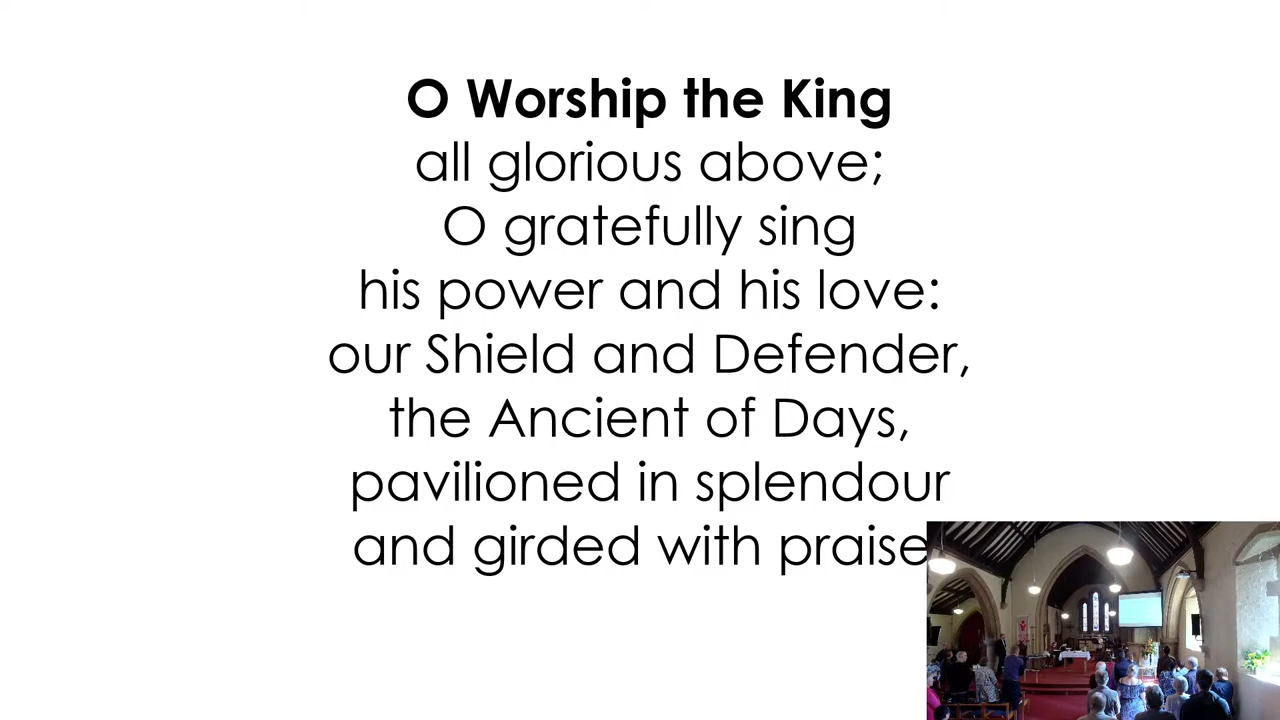 O Worship the King
all glorious above;
O gratefully sing
his power and his love:
our Shield and Defender,
the Ancient of Days,
pavilioned in splendour
and girded with praise